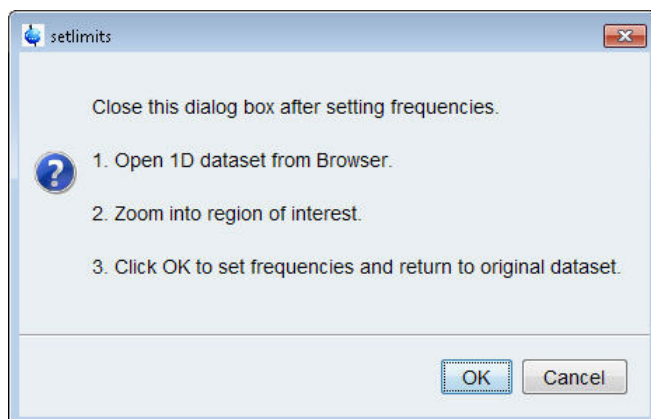 setlimits
Close this dialog box after setting frequencies.
1. Open 1D dataset from Browser.
2. Zoom into region of interest.
3. Click OK to set frequencies and return to original dataset.
OK
Cancel